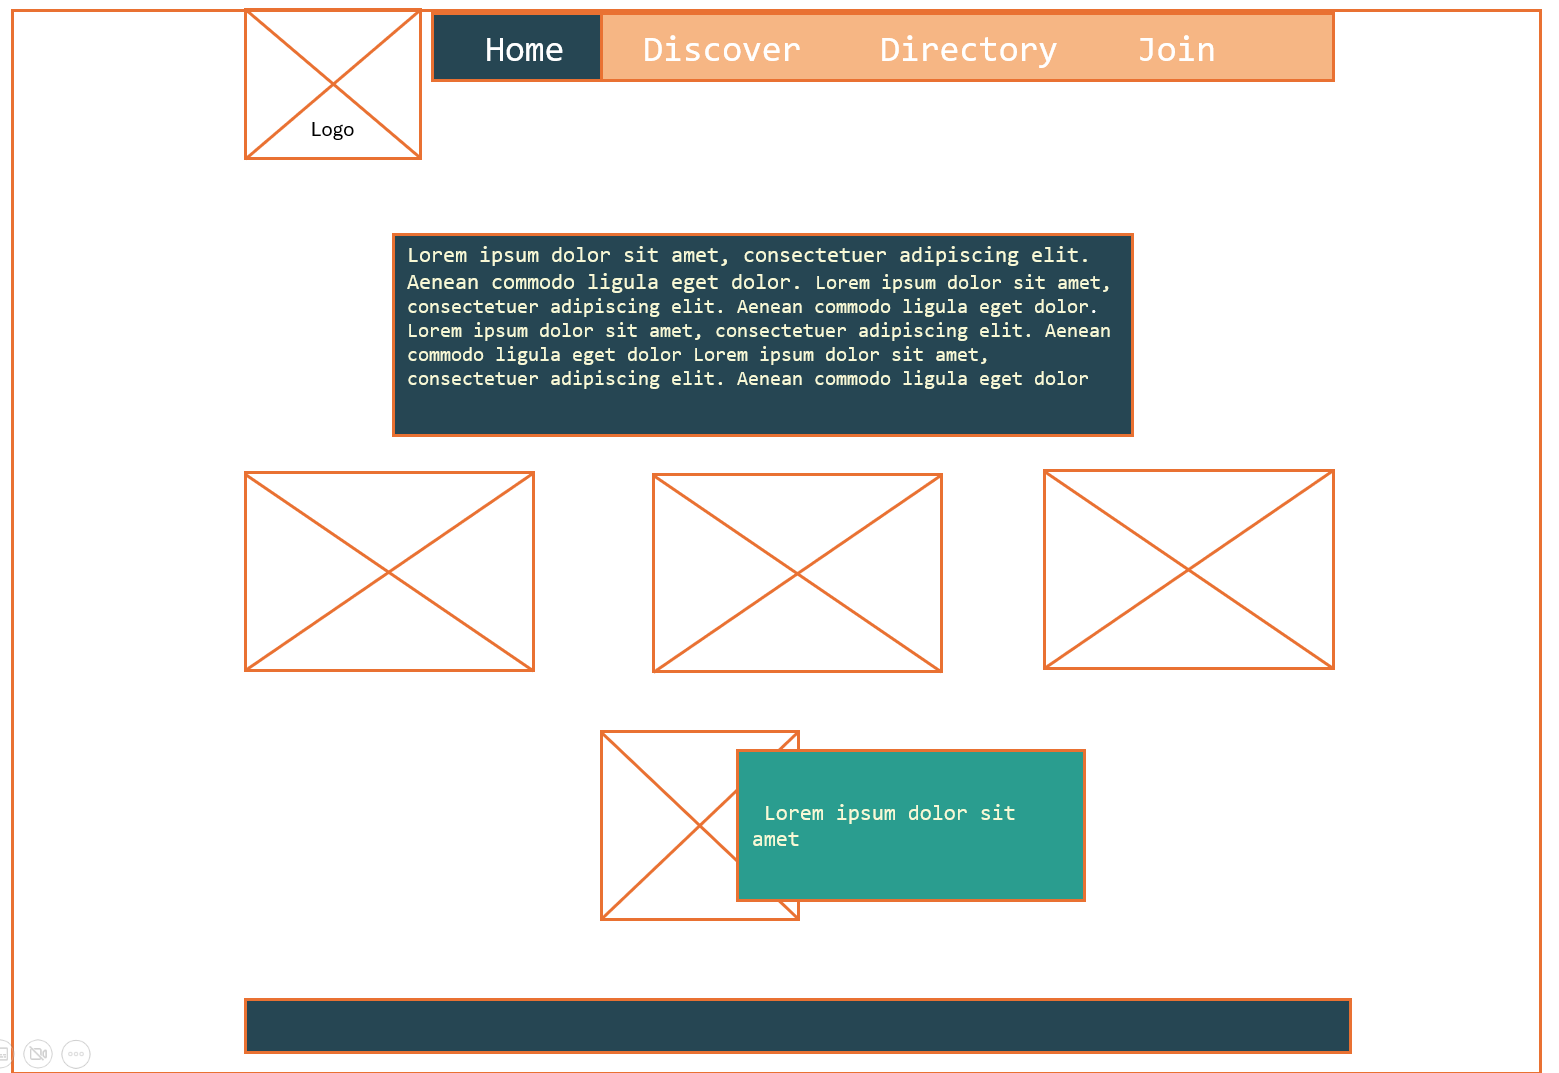 Home Discover Directory Join
Logo
Lorem ipsum dolor sit amet, consectetuer adipiscing elit.
Aenean commodo ligula eget dolor. Lorem ipsum dolor sit amet,
consectetuer adipiscing elit. Aenean commodo ligula eget dolor.
Lorem ipsum dolor sit amet, consectetuer adipiscing elit. Aenean
commodo ligula eget dolor Lorem ipsum dolor sit amet,
consectetuer adipiscing elit. Aenean commodo ligula eget dolor
Lorem ipsum dolor sit
amet